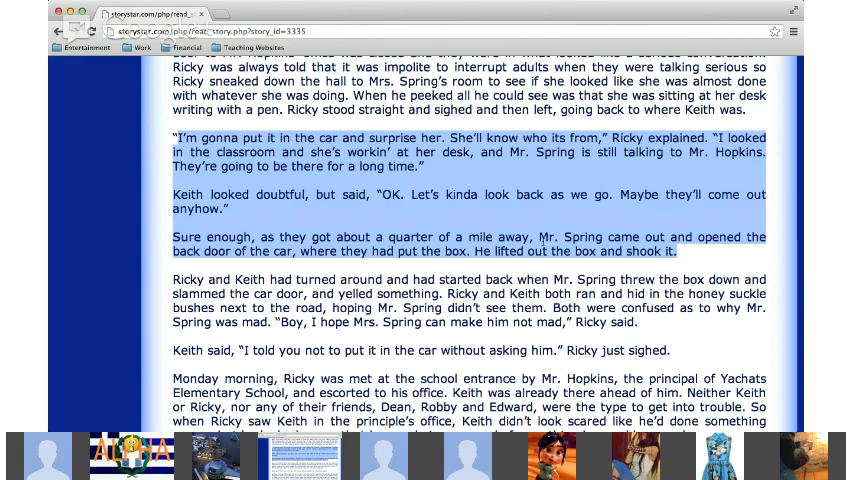 storystar.com/php/read_s
Google
storystar.com/php/read_story.php?story_id=3335
Entertainment Work Financial Teaching Websites
Ricky was always told that it was impolite to interrupt adults when they were talking serious so
Ricky sneaked down the hall to Mrs. Spring’s room to see if she looked like she was almost done
with whatever she was doing. When he peeked all he could see was that she was sitting at her desk
writing with a pen. Ricky stood straight and sighed and then left, going back to where Keith was.
“I’m gonna put it in the car and surprise her. She’ll know who its from,” Ricky explained. “I looked
in the classroom and she’s workin’ at her desk, and Mr. Spring is still talking to Mr. Hopkins.
They’re going to be there for a long time.”
Keith looked doubtful, but said, “OK. Let’s kinda look back as we go. Maybe they’ll come out
anyhow.”
Sure enough, as they got about a quarter of a mile away, Mr. Spring came out and opened the
back door of the car, where they had put the box. He lifted out the box and shook it.
Ricky and Keith had turned around and had started back when Mr. Spring threw the box down and
slammed the car door, and yelled something. Ricky and Keith both ran and hid in the honey suckle
bushes next to the road, hoping Mr. Spring didn’t see them. Both were confused as to why Mr.
Spring was mad. “Boy, I hope Mrs. Spring can make him not mad,” Ricky said.
Keith said, “I told you not to put it in the car without asking him.” Ricky just sighed.
Monday morning, Ricky was met at the school entrance by Mr. Hopkins, the principal of Yachats
Elementary School, and escorted to his office. Keith was already there ahead of him. Neither Keith
or Ricky, nor any of their friends, Dean, Robby and Edward, were the type to get into trouble. So
when Ricky saw Keith in the principle’s office, Keith didn’t look scared like he’d done something
ALPHA